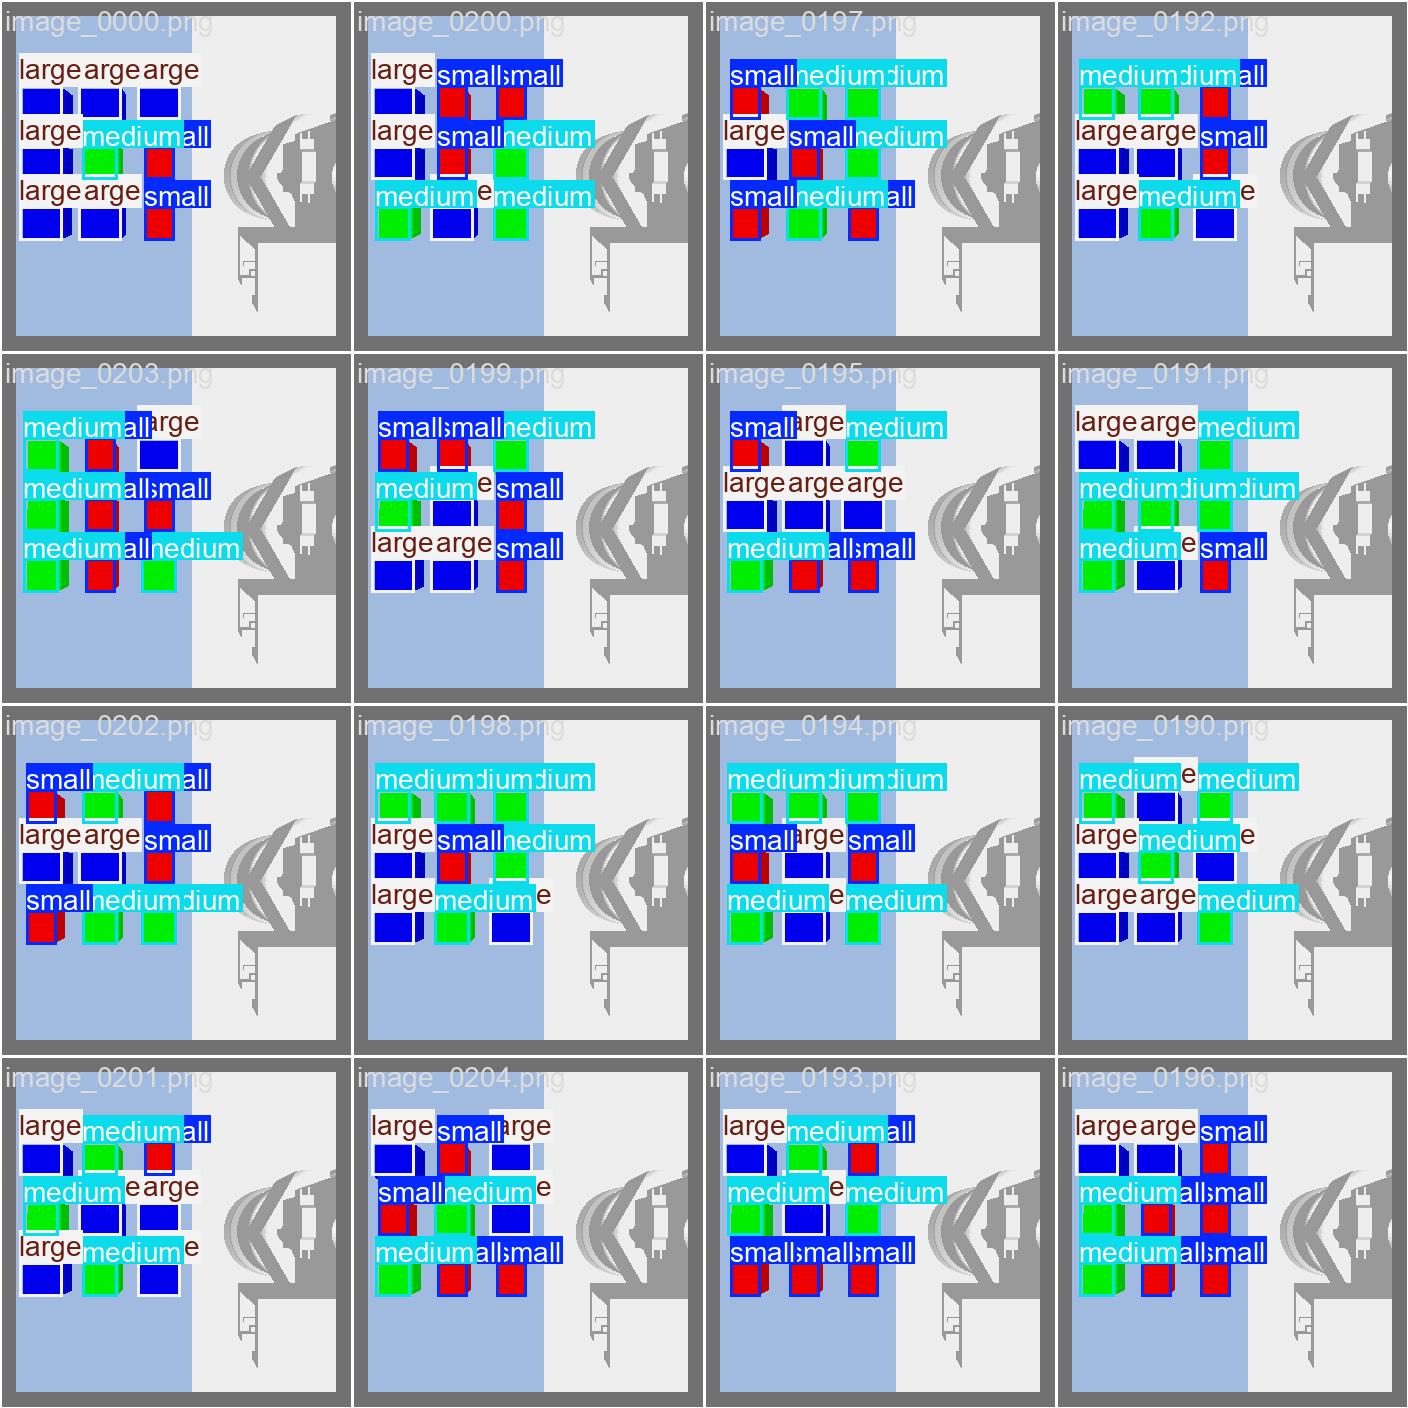 image_0000.png
large arge arge
large medium all
large arge small
image_0200.png
large small mall
large small medium
medium e medium
image_0197.png
small medium dium
large small medium
small medium all
image_0192.png
medium dium all
large arge small
large medium e
image_0203.png
medium all arge
medium all small
medium all medium
image_0199.png
small small medium
medium e small
large arge small
image_0195.png
small arge medium
large arge arge
medium all small
image_0191.png
large arge medium
medium dium dium
medium e small
image_0202.png
small medium all
large arge small
small medium dium
image_0198.png
medium dium dium
large small medium
large medium e
image_0194.png
medium dium dium
small arge small
medium e medium
image_0190.png
medium e medium
large medium e
large arge medium
image_0201.png
large medium all
medium e arge
large medium e
image_0204.png
large small arge
small medium e
medium all small
image_0193.png
large medium all
medium e medium
small mall small
image_0196.png
large arge small
medium all small
medium all small